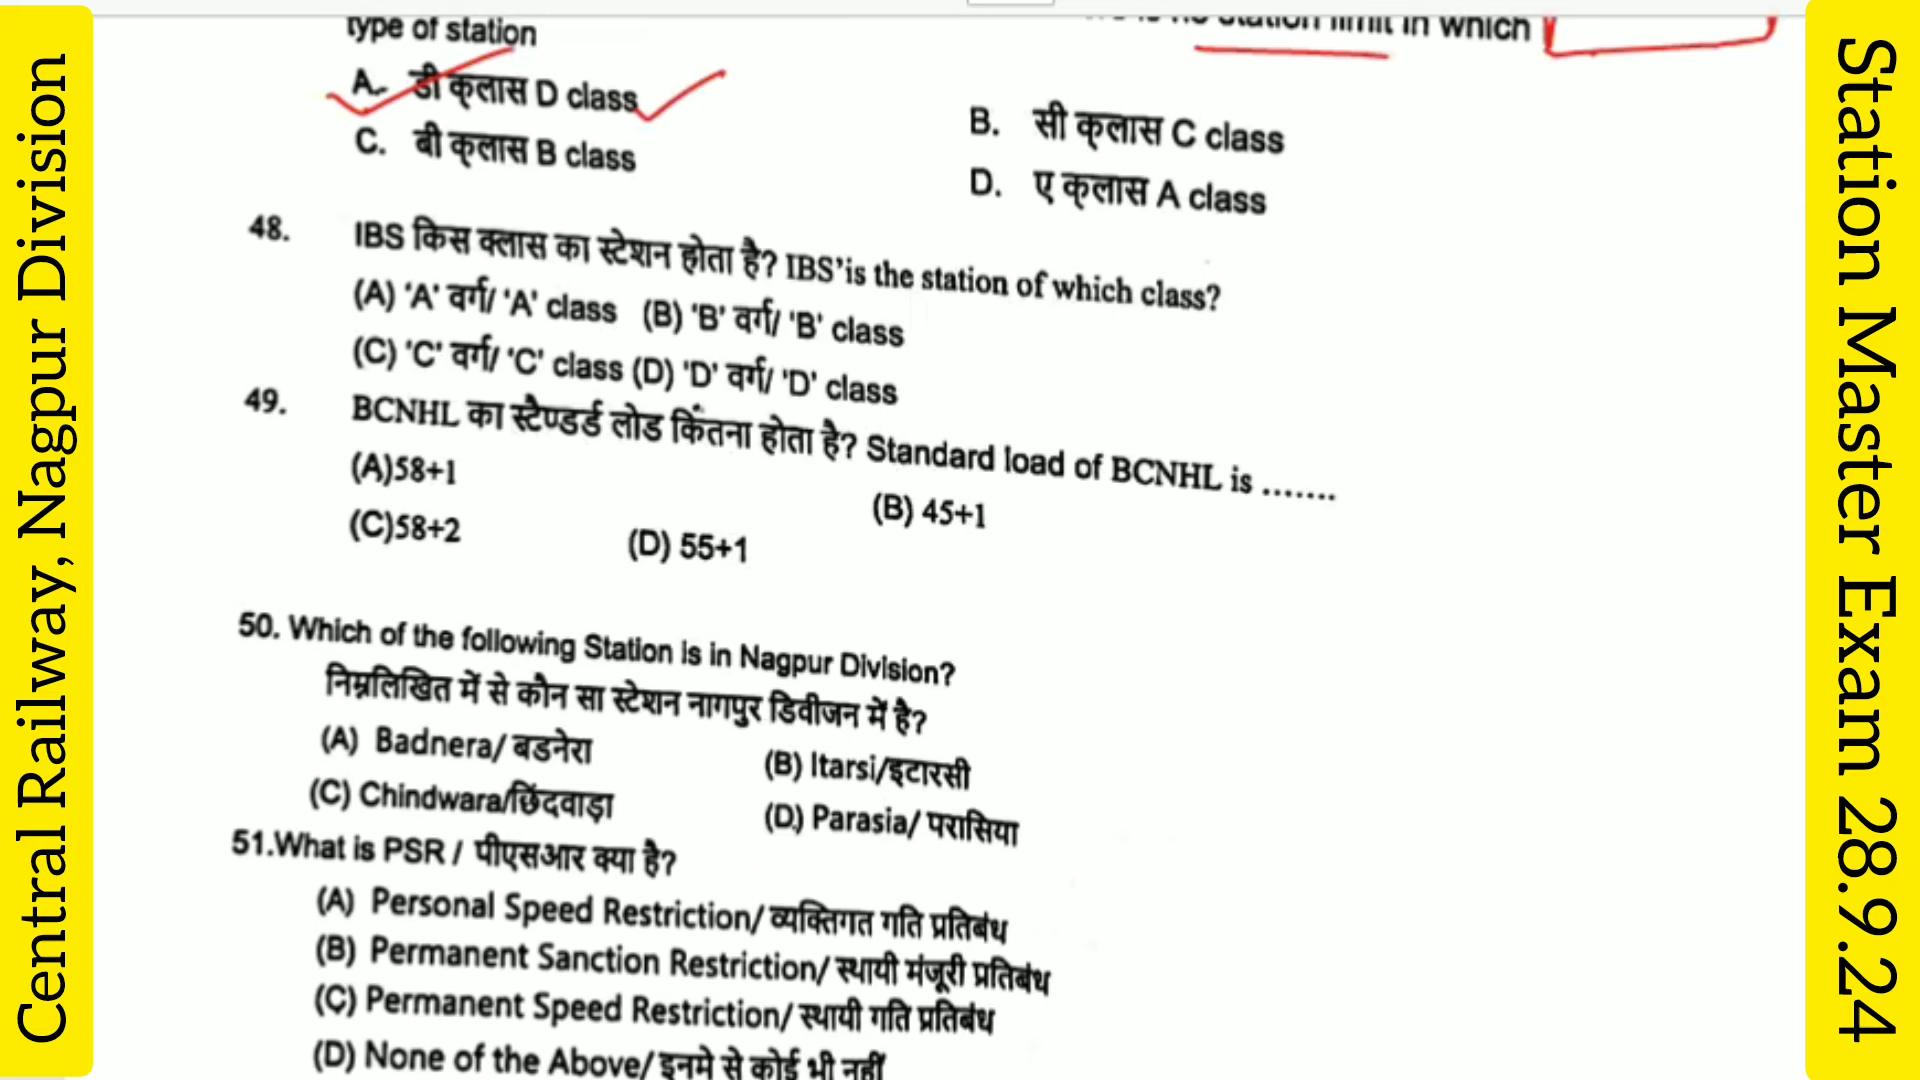 Central Railway, Nagpur Division
type of station
station limit in which
A. डी क्लास D class
B. सी क्लास C class
C. बी क्लास B class
D. ए क्लास A class
48. IBS किस क्लास का स्टेशन होता है? IBS'is the station of which class?
(A) 'A' वर्ग/ 'A' class (B) 'B' वर्ग/ 'B' class
(C) 'C' वर्ग/ 'C' class (D) 'D' वर्ग/ 'D' class
49. BCNHL का स्टैण्डर्ड लोड कितना होता है? Standard load of BCNHL is .......
(A)58+1
(B) 45+1
(C)58+2
(D) 55+1
50. Which of the following Station is in Nagpur Division?
निम्नलिखित में से कौन सा स्टेशन नागपुर डिवीजन में है?
(A) Badnera/ बडनेरा
(B) Itarsi/इटारसी
(C) Chindwara/छिंदवाड़ा
(D) Parasia/ परासिया
51.What is PSR / पीएसआर क्या है?
(A) Personal Speed Restriction/ व्यक्तिगत गति प्रतिबंध
(B) Permanent Sanction Restriction/ स्थायी मंजूरी प्रतिबंध
(C) Permanent Speed Restriction/ स्थायी गति प्रतिबंध
(D) None of the Above/ इनमे से कोई भी नहीं
Station Master Exam 28.9.24